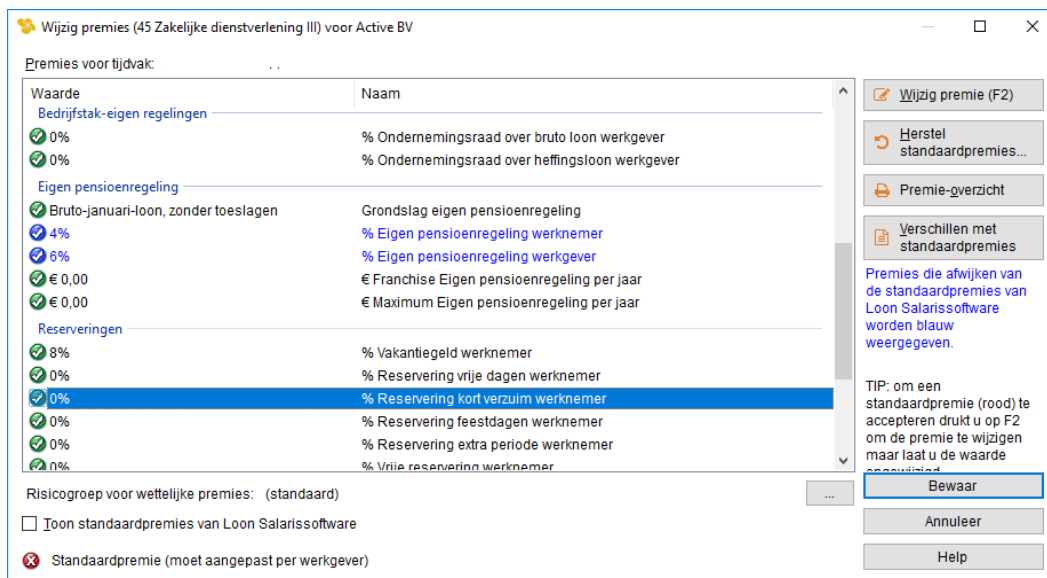 Wijzig premies (45 Zakelijke dienstverlening III) voor Active BV
Premies voor tijdvak: . .
Waarde Naam
Bedrijfstak-eigen regelingen
0% % Ondernemingsraad over bruto loon werkgever
0% % Ondernemingsraad over heffingsloon werkgever
Eigen pensioenregeling
Bruto-januari-loon, zonder toeslagen Grondslag eigen pensioenregeling
4% % Eigen pensioenregeling werknemer
6% % Eigen pensioenregeling werkgever
€ 0,00 € Franchise Eigen pensioenregeling per jaar
€ 0,00 € Maximum Eigen pensioenregeling per jaar
Reserveringen
8% % Vakantiegeld werknemer
0% % Reservering vrije dagen werknemer
0% % Reservering kort verzuim werknemer
0% % Reservering feestdagen werknemer
0% % Reservering extra periode werknemer
0% % Vrije reservering werknemer
Risicogroep voor wettelijke premies: (standaard) ...
Toon standaardpremies van Loon Salarissoftware
Standaardpremie (moet aangepast per werkgever)
Wijzig premie (F2)
Herstel
standaardpremies...
Premie-overzicht
Verschillen met
standaardpremies
Premies die afwijken van
de standaardpremies van
Loon Salarissoftware
worden blauw
weergegeven.
TIP: om een
standaardpremie (rood) te
accepteren drukt u op F2
om de premie te wijzigen
maar laat u de waarde
ongewijzigd
Bewaar
Annuleer
Help